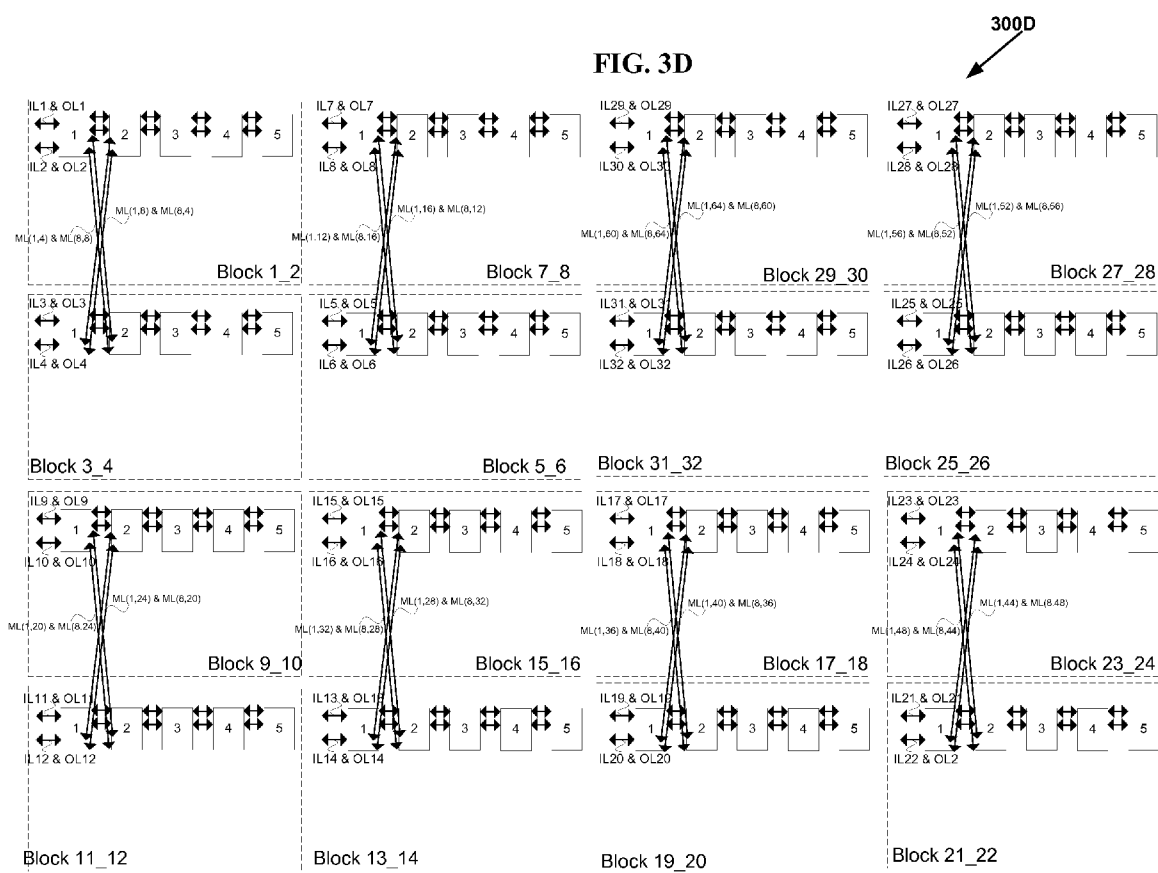 300D
FIG. 3D
IL1 & OL1
1 2 3 4 5
IL2 & OL2
ML(1,8) & ML(8,4)
ML(1,4) & ML(8,8)
Block 1_2
IL7 & OL7
1 2 3 4 5
IL8 & OL8
ML(1,16) & ML(8,12)
ML(1,12) & ML(8,16)
Block 7_8
IL29 & OL29
1 2 3 4 5
IL30 & OL30
ML(1,64) & ML(8,60)
ML(1,60) & ML(8,64)
Block 29_30
IL27 & OL27
1 2 3 4 5
IL28 & OL28
ML(1,52) & ML(8,56)
ML(1,56) & ML(8,52)
Block 27_28
IL3 & OL3
1 2 3 4 5
IL4 & OL4
Block 3_4
IL5 & OL5
1 2 3 4 5
IL6 & OL6
Block 5_6
IL31 & OL3
1 2 3 4 5
IL32 & OL32
Block 31_32
IL25 & OL25
1 2 3 4 5
IL26 & OL26
Block 25_26
IL9 & OL9
1 2 3 4 5
IL10 & OL10
ML(1,24) & ML(8,20)
ML(1,20) & ML(8,24)
Block 9_10
IL15 & OL15
1 2 3 4 5
IL16 & OL16
ML(1,28) & ML(8,32)
ML(1,32) & ML(8,28)
Block 15_16
IL17 & OL17
1 2 3 4 5
IL18 & OL18
ML(1,40) & ML(8,36)
ML(1,36) & ML(8,40)
Block 17_18
IL23 & OL23
1 2 3 4 5
IL24 & OL24
ML(1,44) & ML(8,48)
ML(1,48) & ML(8,44)
Block 23_24
IL11 & OL11
1 2 3 4 5
IL12 & OL12
Block 11_12
IL13 & OL13
1 2 3 4 5
IL14 & OL14
Block 13_14
IL19 & OL19
1 2 3 4 5
IL20 & OL20
Block 19_20
IL21 & OL2
1 2 3 4 5
IL22 & OL2
Block 21_22